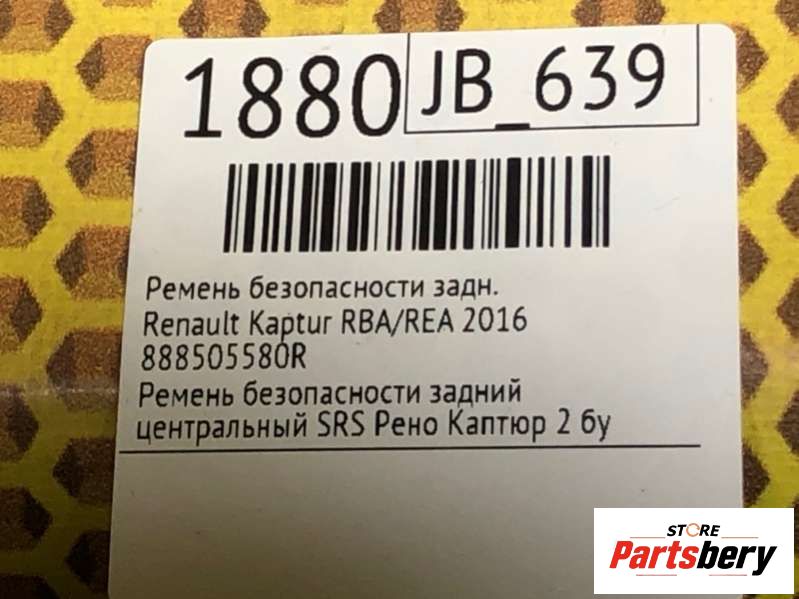 1880 JB_639
Ремень безопасности задн.
Renault Kaptur RBA/REA 2016
888505580R
Ремень безопасности задний
центральный SRS Рено Каптюр 2 бу
STORE
Partsbery